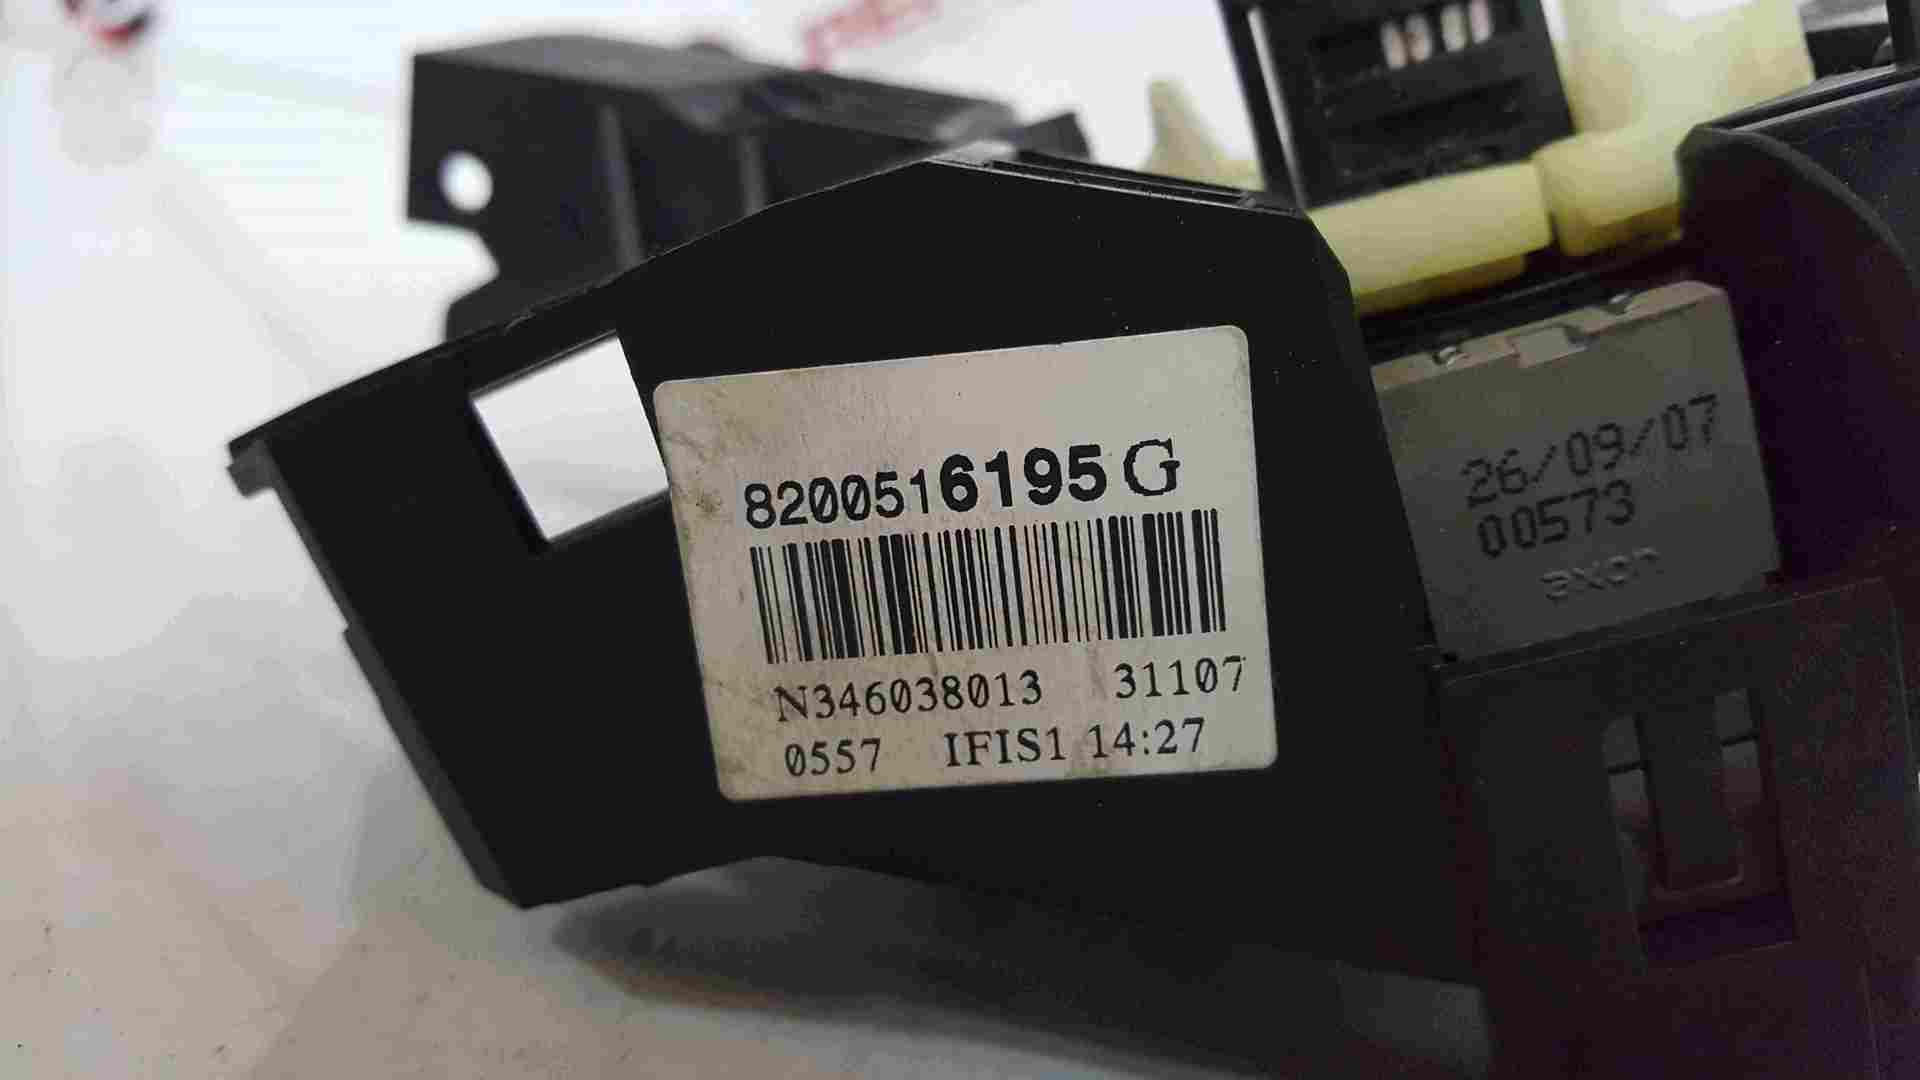 8200516195G
N346038013 31107
0557 IFIS1 14:27
26/09/07
00573
axon